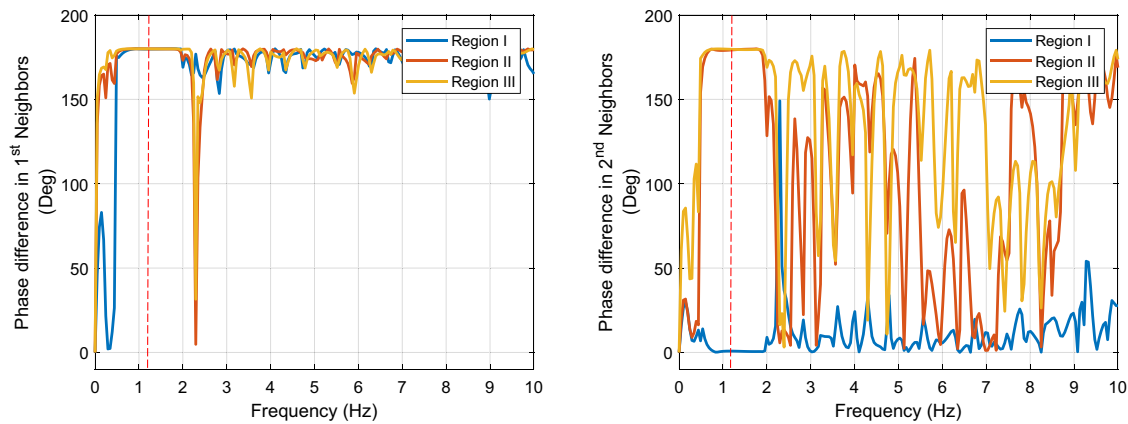 200
150
100
50
0
0 1 2 3 4 5 6 7 8 9 10
Frequency (Hz)
Phase difference in 1st Neighbors
(Deg)
Region I
Region II
Region III
200
150
100
50
0
0 1 2 3 4 5 6 7 8 9 10
Frequency (Hz)
Phase difference in 2nd Neighbors
(Deg)
Region I
Region II
Region III